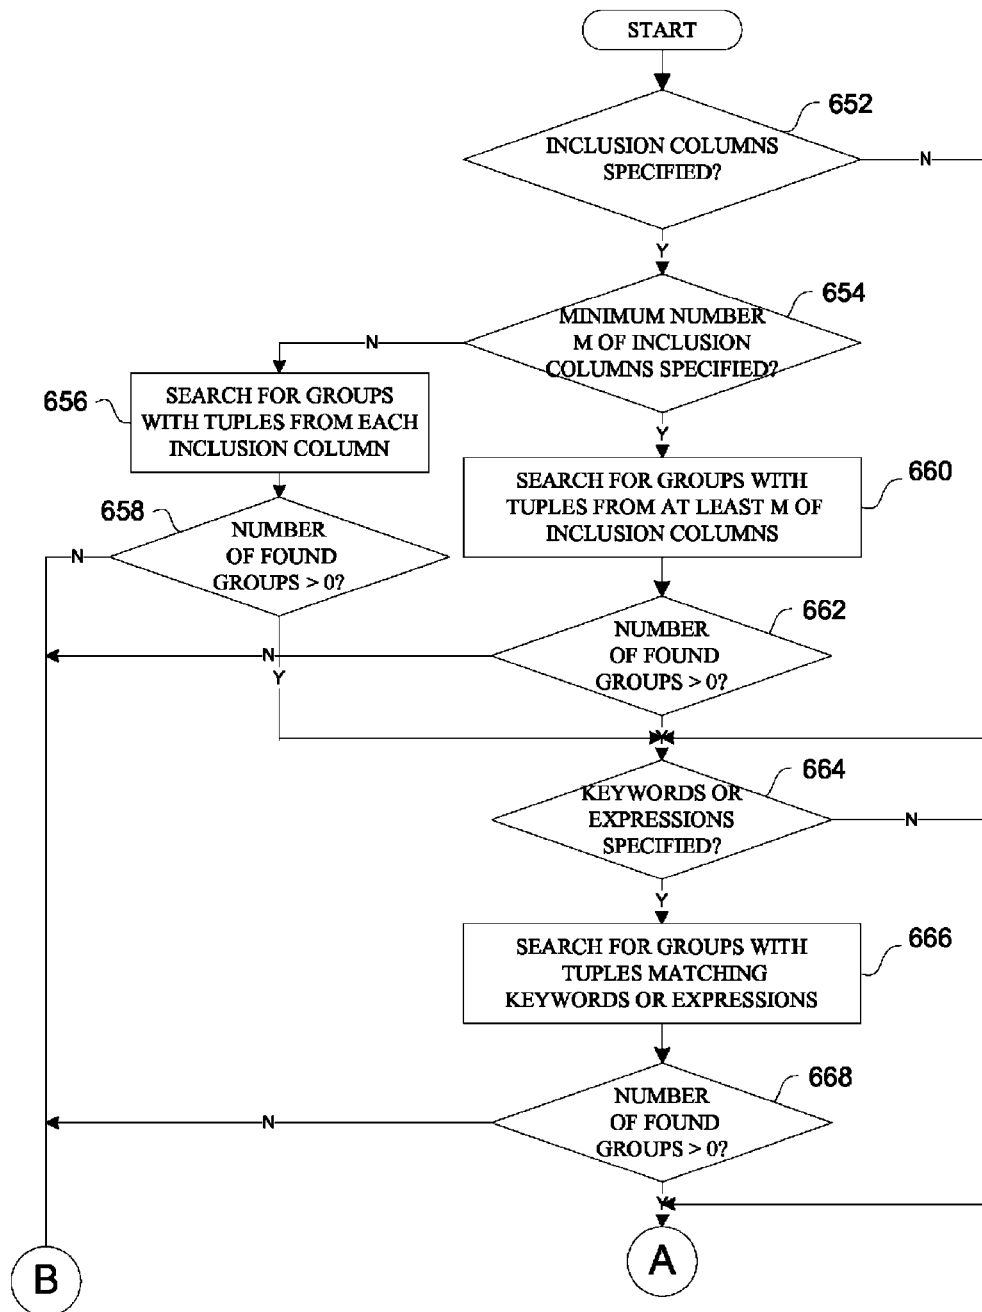 START
652
INCLUSION COLUMNS
SPECIFIED?
N
Y
654
MINIMUM NUMBER
M OF INCLUSION
COLUMNS SPECIFIED?
N
656
SEARCH FOR GROUPS
WITH TUPLES FROM EACH
INCLUSION COLUMN
Y
660
SEARCH FOR GROUPS WITH
TUPLES FROM AT LEAST M OF
INCLUSION COLUMNS
658
NUMBER
OF FOUND
GROUPS > 0?
N
662
NUMBER
OF FOUND
GROUPS > 0?
N
Y
Y
664
KEYWORDS OR
EXPRESSIONS
SPECIFIED?
N
Y
666
SEARCH FOR GROUPS WITH
TUPLES MATCHING
KEYWORDS OR EXPRESSIONS
668
NUMBER
OF FOUND
GROUPS > 0?
N
Y
B
A